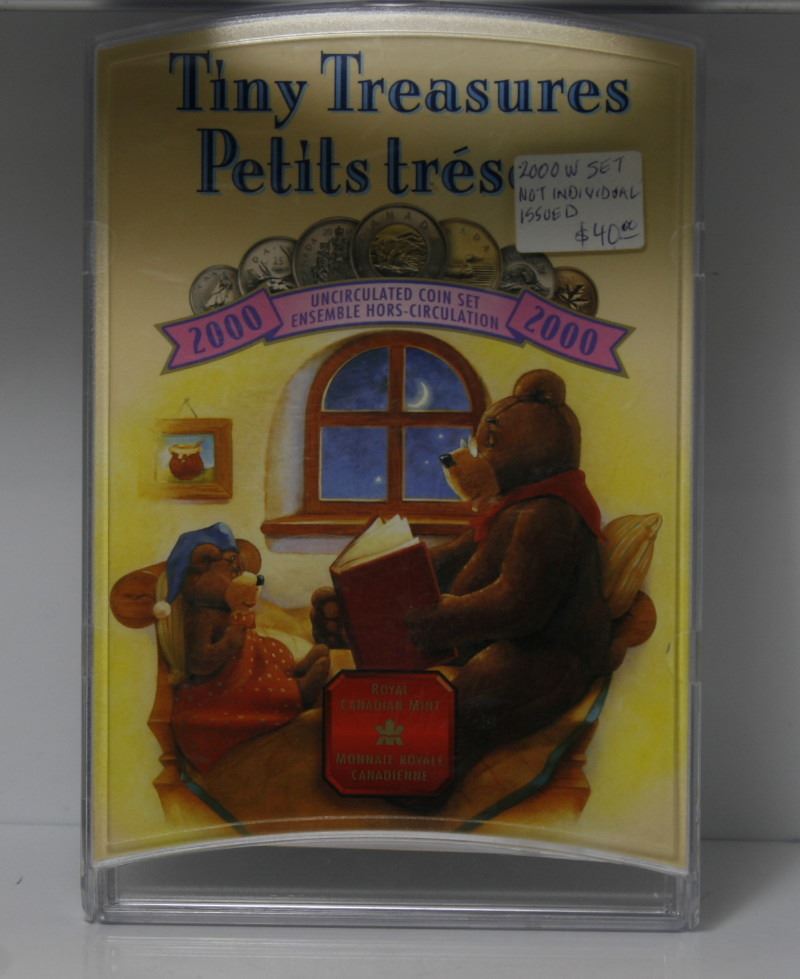 Tiny Treasures
Petits tréso
2000 W SET
NOT INDIVIDUAL
ISSUED
$40.00
CANADA
2000
UNCIRCULATED COIN SET
ENSEMBLE HORS-CIRCULATION
2000
ROYAL
CANADIAN MINT
MONNAIE ROYALE
CANADIENNE